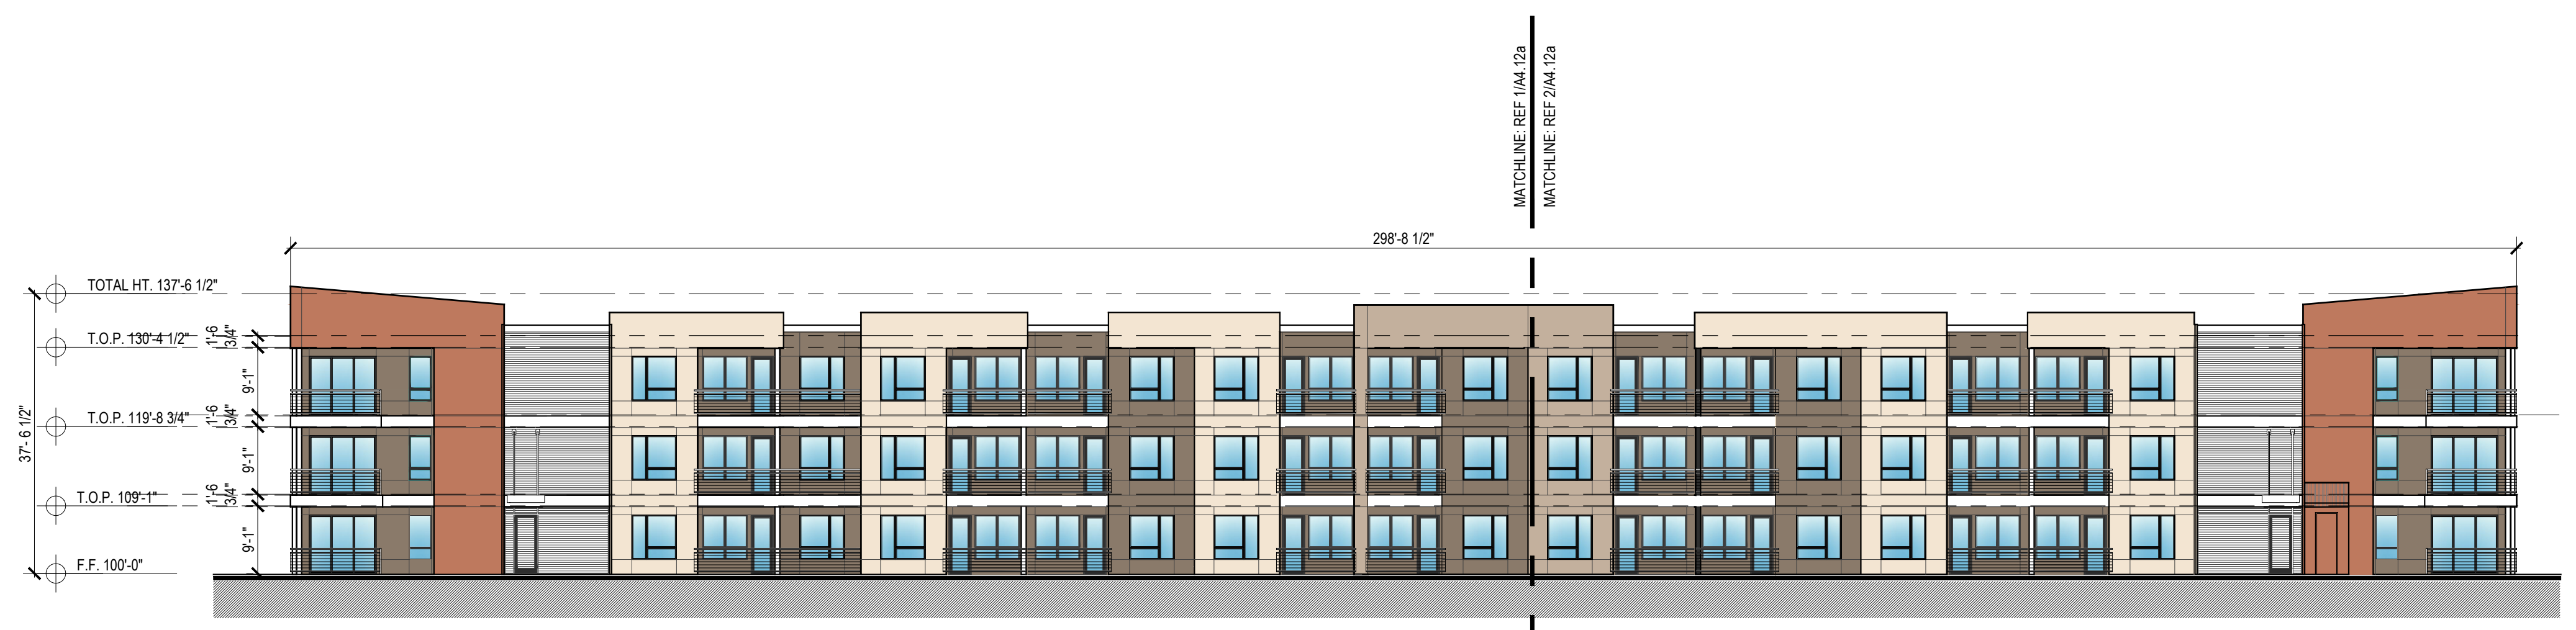 MATCHLINE: REF 1/A4.12a
MATCHLINE: REF 2/A4.12a
298'-8 1/2"
TOTAL HT. 137'-6 1/2"
T.O.P. 130'-4 1/2"
1'-6
3/4"
9'-1"
T.O.P. 119'-8 3/4"
1'-6
3/4"
37'- 6 1/2"
9'-1"
T.O.P. 109'-1"
1'-6
3/4"
9'-1"
F.F. 100'-0"